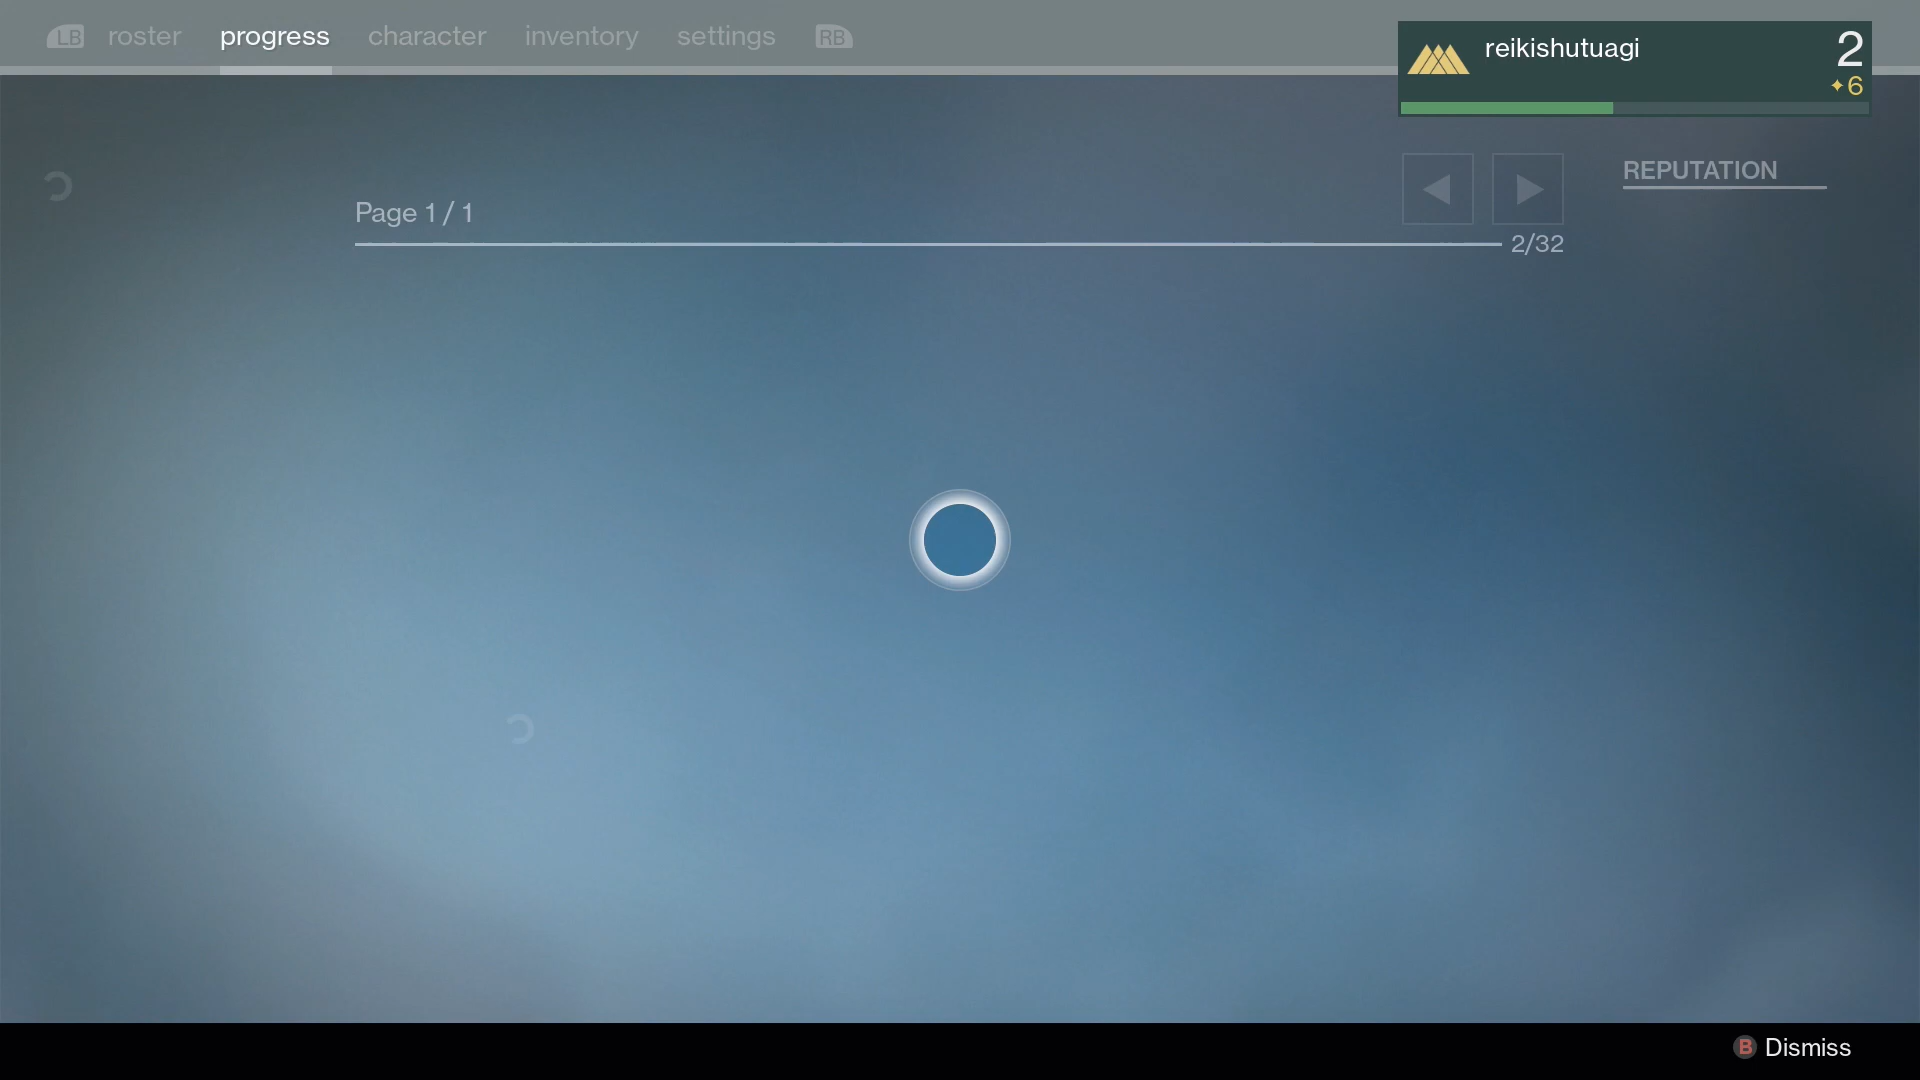 LB roster progress character inventory settings RB
reikishutuagi 2
6
REPUTATION
Page 1 / 1
2/32
B Dismiss